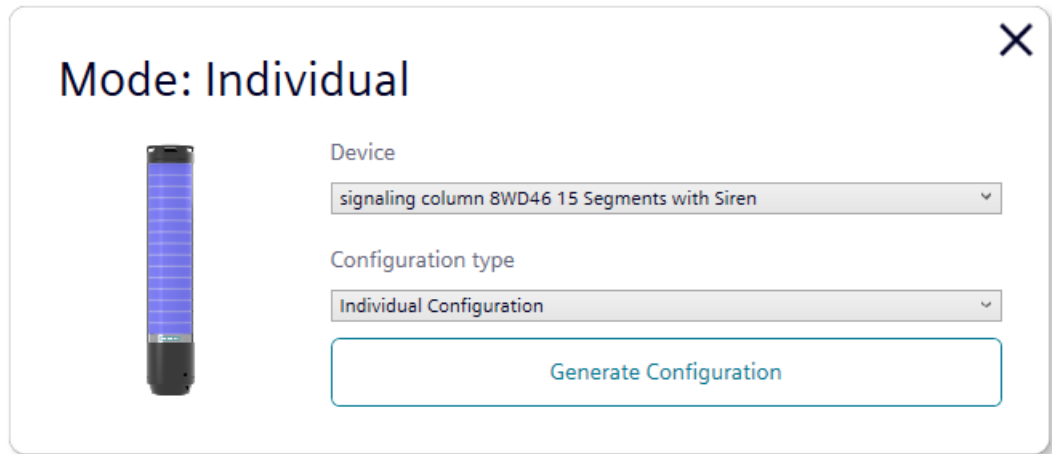 Mode: Individual
Device
signaling column 8WD46 15 Segments with Siren
Configuration type
Individual Configuration
Generate Configuration